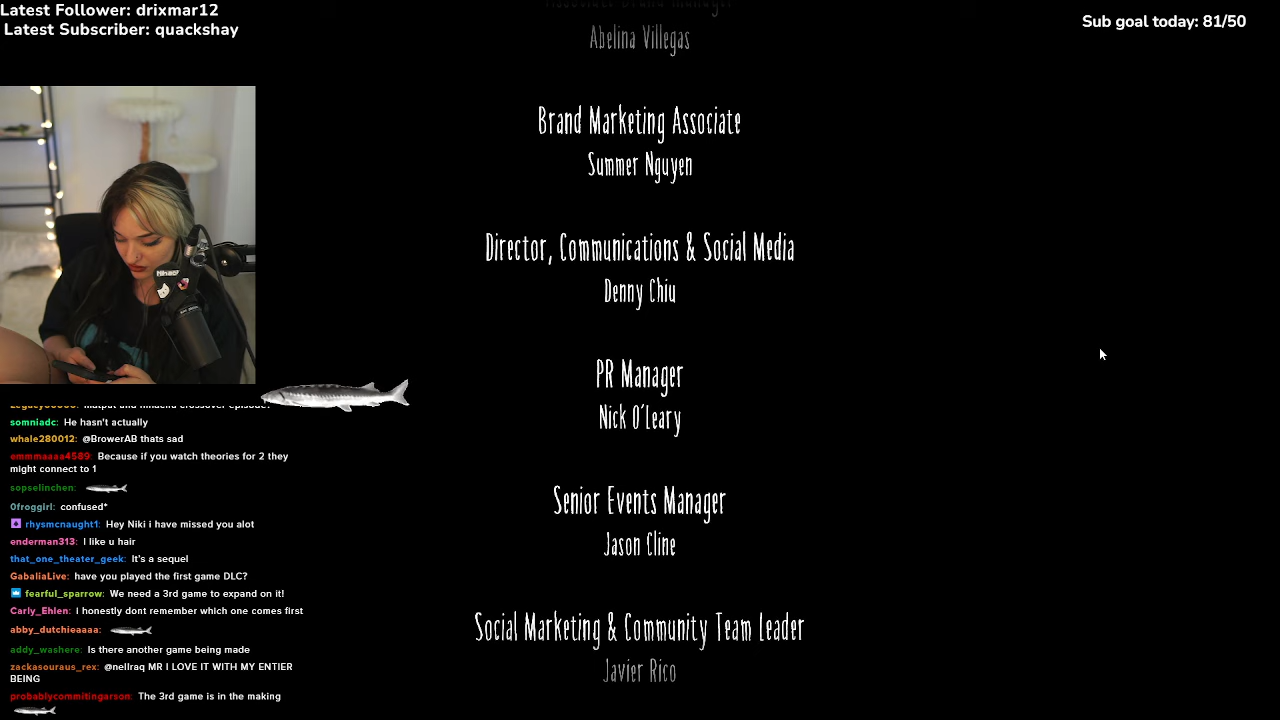 Latest Follower: drixmar12
Latest Subscriber: quackshay
Sub goal today: 81/50
Abelina Villegas
Brand Marketing Associate
Summer Nguyen
Director, Communications & Social Media
Denny Chiu
PR Manager
Nick O'Leary
Senior Events Manager
Jason Cline
Social Marketing & Community Team Leader
Javier Rico
somniadc: He hasn't actually
whale280012: @BrowerAB thats sad
emmmaaaa4589: Because if you watch theories for 2 they
might connect to 1
sopselinchen:
0froggirl: confused*
rhysmcnaught1: Hey Niki i have missed you alot
enderman313: I like u hair
that_one_theater_geek: It's a sequel
GabaliaLive: have you played the first game DLC?
fearful_sparrow: We need a 3rd game to expand on it!
Carly_Ehlen: i honestly dont remember which one comes first
abby_dutchieaaaa:
addy_washere: Is there another game being made
zackasouraus_rex: @nellraq MR I LOVE IT WITH MY ENTIER
BEING
probablycommitingarson: The 3rd game is in the making